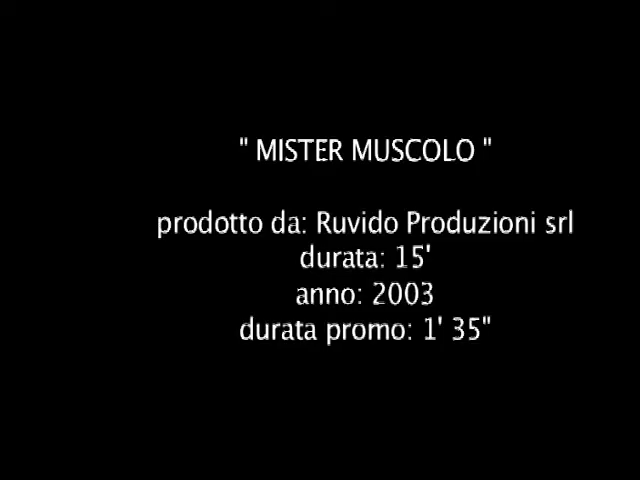 " MISTER MUSCOLO "
prodotto da: Ruvido Produzioni srl
durata: 15'
anno: 2003
durata promo: 1' 35"